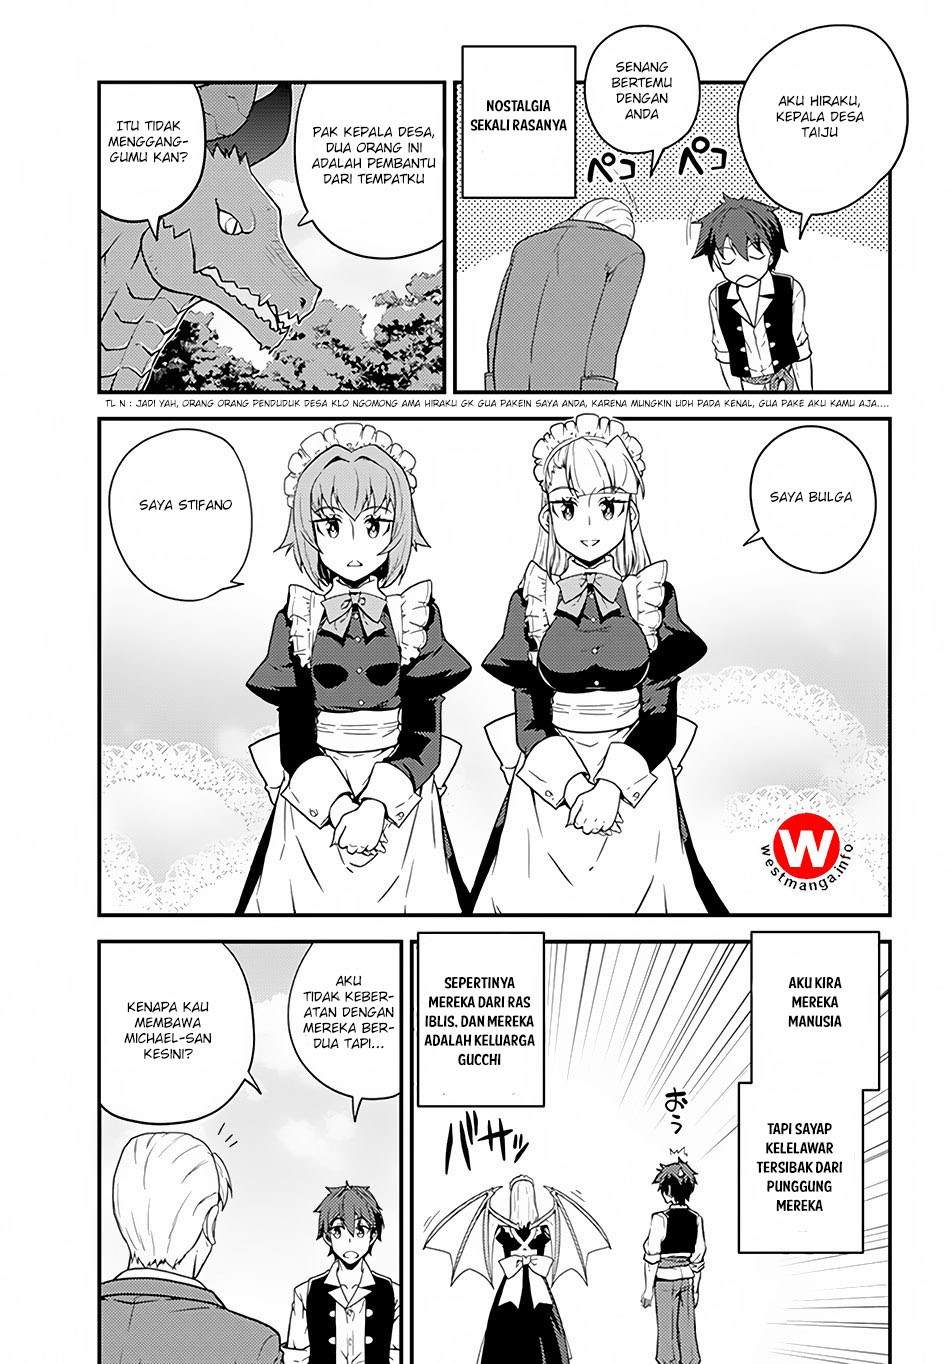 AKU HIRAKU,
KEPALA DESA
TAIJU
SENANG
BERTEMU
DENGAN
ANDA
ペコ
ペコ
NOSTALGIA
SEKALI RASANYA
PAK KEPALA DESA,
DUA ORANG INI
ADALAH PEMBANTU
DARI TEMPATKU
ITU TIDAK
MENGGANG-
GUMU KAN?
TL N : JADI YAH, ORANG ORANG PENDUDUK DESA KLO NGOMONG AMA HIRAKU GK GUA PAKEIN SAYA ANDA, KARENA MUNGKIN UDH PADA KENAL, GUA PAKE AKU KAMU AJA....
SAYA BULGA
SAYA STIFANO
W
westmanga.info
AKU KIRA
MEREKA
MANUSIA
TAPI SAYAP
KELELAWAR
TERSIBAK DARI
PUNGGUNG
MEREKA
おぅ
バサッ
SEPERTINYA
MEREKA DARI RAS
IBLIS. DAN MEREKA
ADALAH KELUARGA
GUCCHI
AKU
TIDAK KEBER-
ATAN DENGAN
MEREKA BER-
DUA TAPI...
KENAPA KAU
MEMBAWA
MICHAEL-SAN
KESINI?